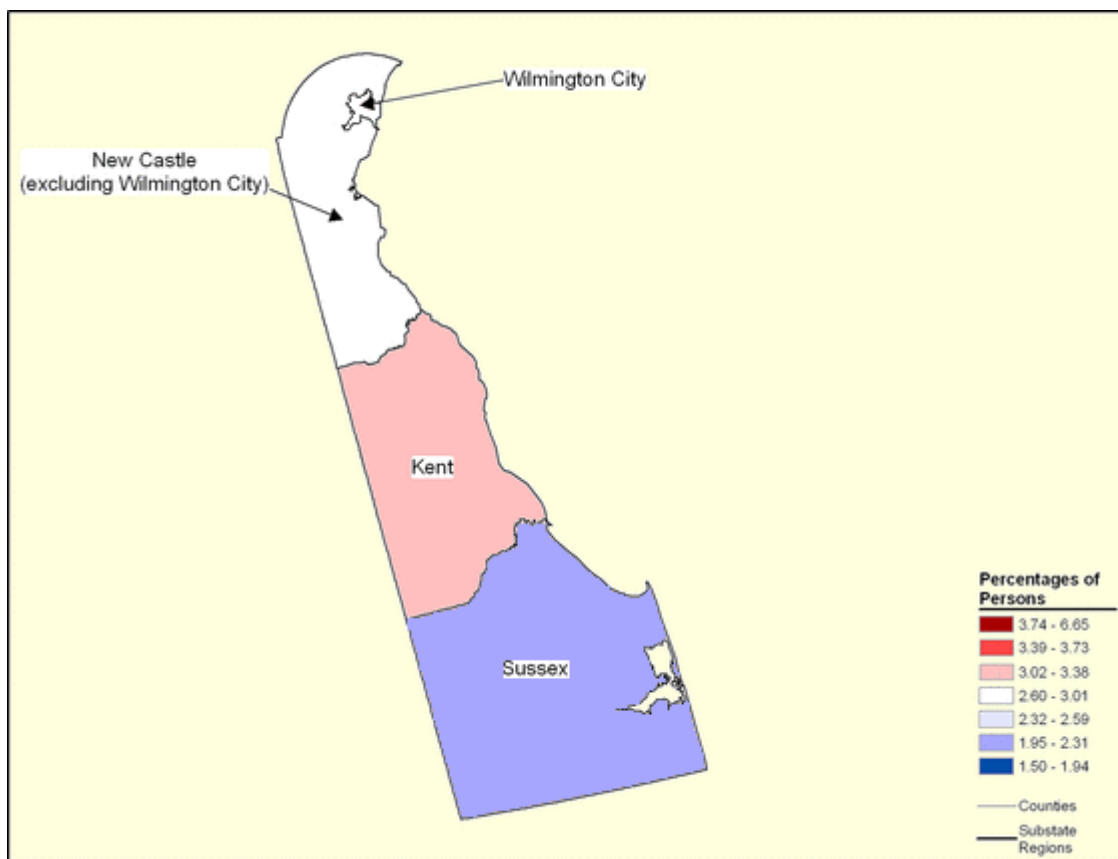 Wilmington City
New Castle
(excluding Wilmington City)
Kent
Sussex
Percentages of
Persons
3.74 - 6.65
3.39 - 3.73
3.02 - 3.38
2.60 - 3.01
2.32 - 2.59
1.95 - 2.31
1.50 - 1.94
Counties
Substate
Regions